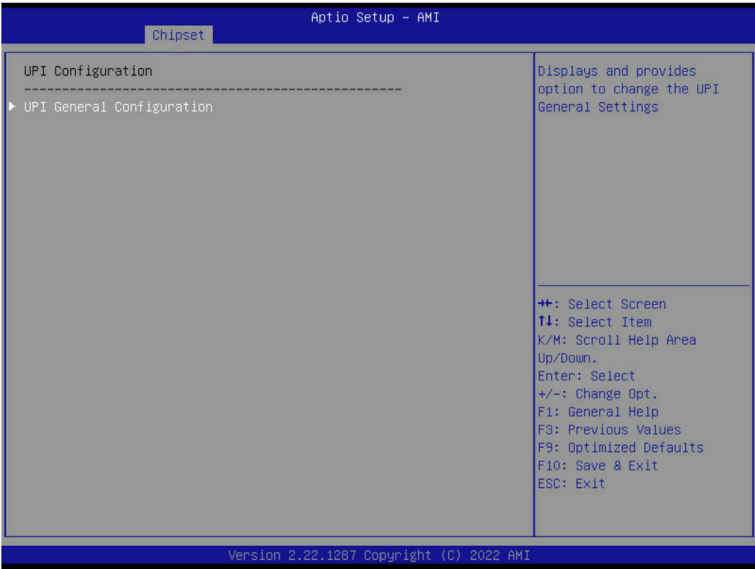 Aptio Setup – AMI
Chipset
UPI Configuration
--------------------------------------------------
▶ UPI General Configuration
Displays and provides
option to change the UPI
General Settings
→←: Select Screen
↑↓: Select Item
K/M: Scroll Help Area
Up/Down.
Enter: Select
+/-: Change Opt.
F1: General Help
F3: Previous Values
F9: Optimized Defaults
F10: Save & Exit
ESC: Exit
Version 2.22.1287 Copyright (C) 2022 AMI